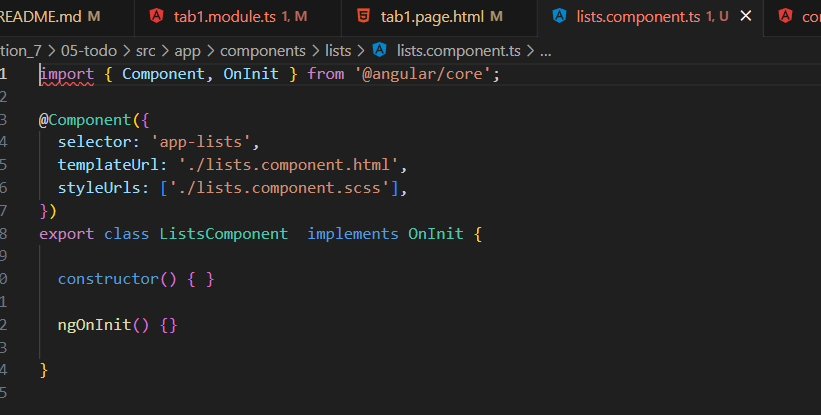 README.md M tab1.module.ts 1, M tab1.page.html M lists.component.ts 1, U
tion_7 > 05-todo > src > app > components > lists > lists.component.ts > ...
1 import { Component, OnInit } from '@angular/core';
2
3 @Component({
4 selector: 'app-lists',
5 templateUrl: './lists.component.html',
6 styleUrls: ['./lists.component.scss'],
7 })
8 export class ListsComponent  implements OnInit {
9
0 constructor() { }
1
2 ngOnInit() {}
3
4 }
5